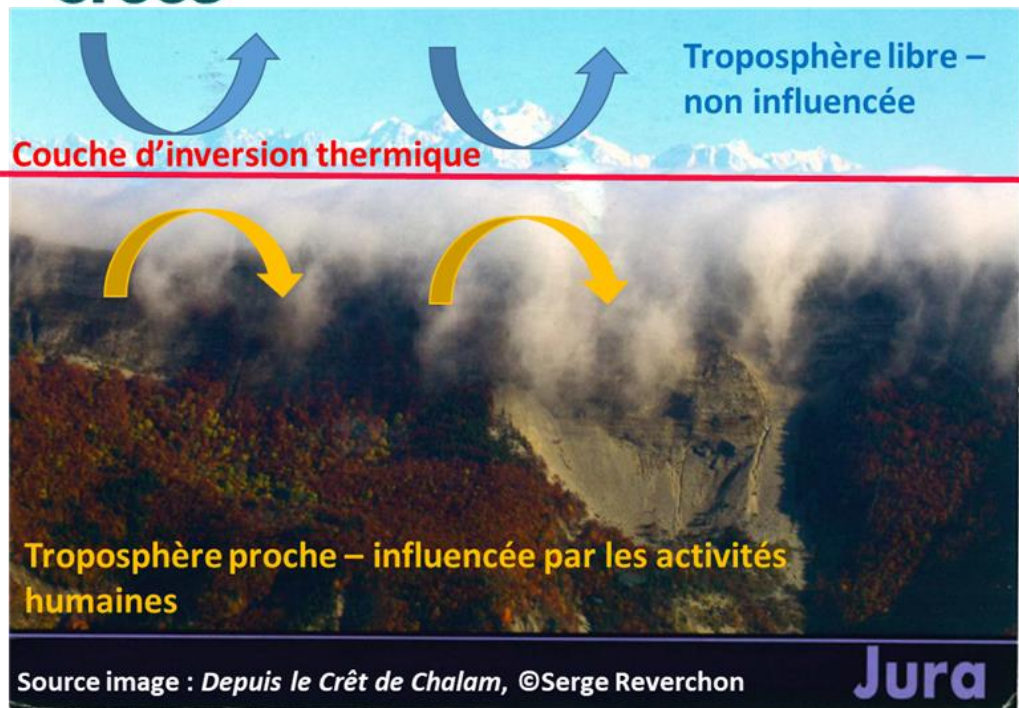 Troposphère libre –
non influencée
Couche d'inversion thermique
Troposphère proche – influencée par les activités
humaines
Source image : Depuis le Crêt de Chalam, ©Serge Reverchon
Jura